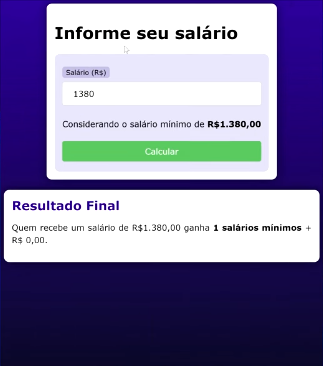 Informe seu salário
Salário (R$)
1380
Considerando o salário mínimo de R$1.380,00
Calcular
Resultado Final
Quem recebe um salário de R$1.380,00 ganha 1 salários mínimos +
R$ 0,00.